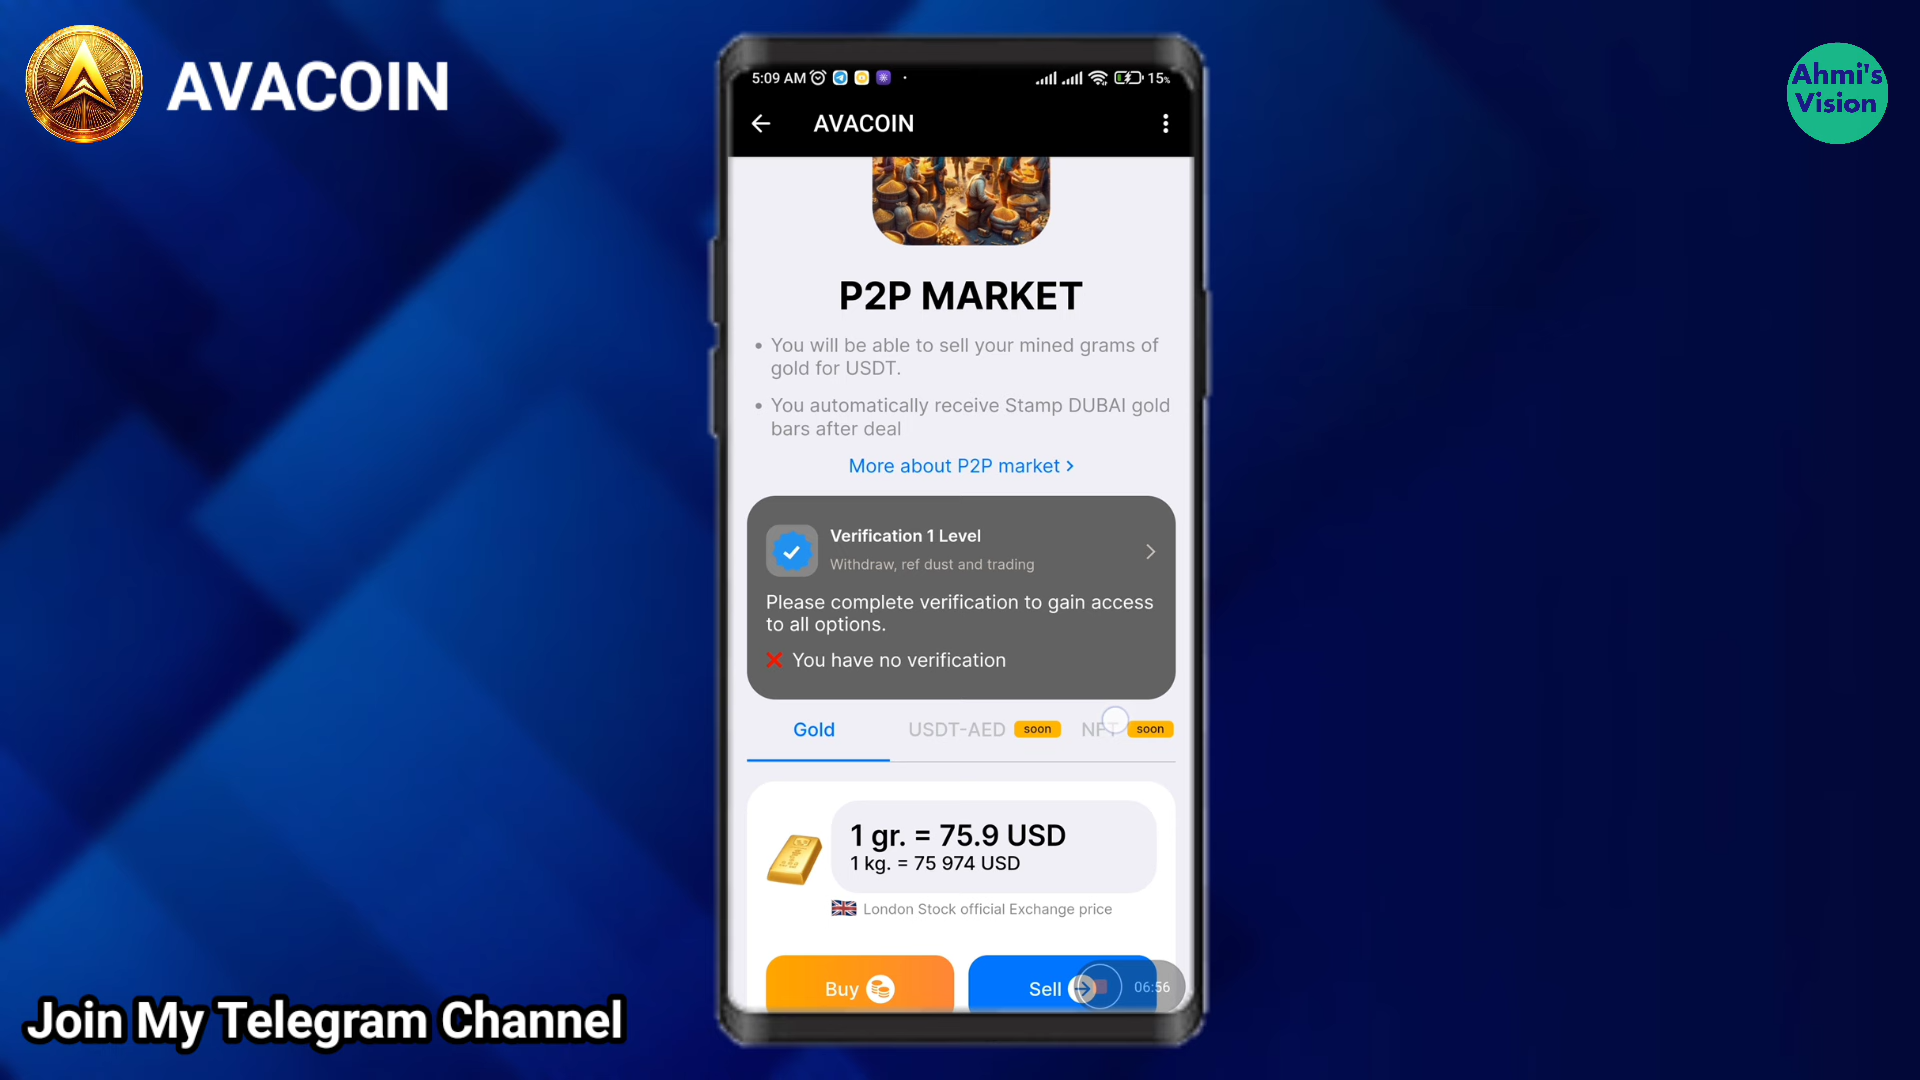 AVACOIN
Ahmi's
Vision
5:09 AM
15%
AVACOIN
P2P MARKET
• You will be able to sell your mined grams of
gold for USDT.
• You automatically receive Stamp DUBAI gold
bars after deal
More about P2P market >
Verification 1 Level
Withdraw, ref dust and trading
Please complete verification to gain access
to all options.
❌ You have no verification
Gold USDT-AED soon NFT soon
1 gr. = 75.9 USD
1 kg. = 75 974 USD
London Stock official Exchange price
Buy Sell 06:56
Join My Telegram Channel